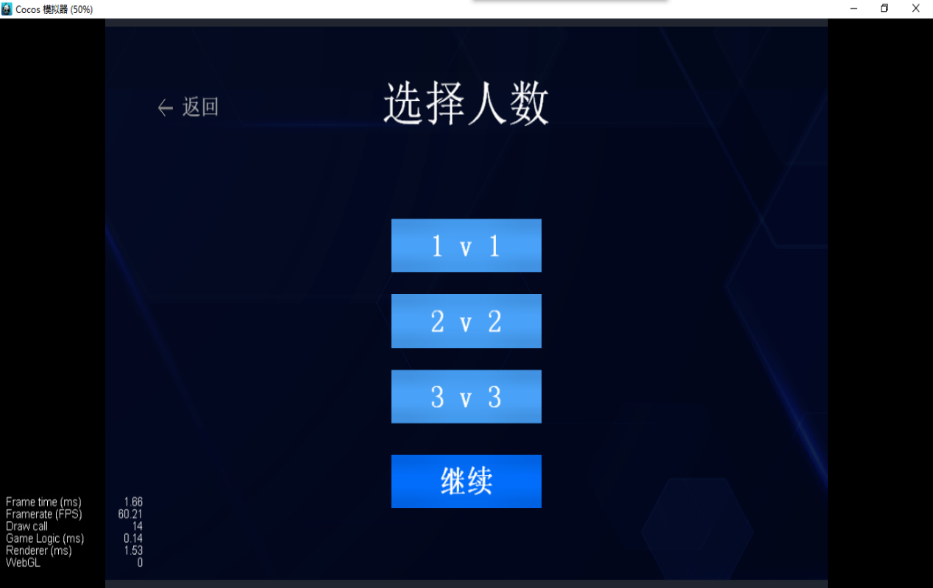 Cocos 模拟器 (50%)
选择人数
← 返回
1 v 1
2 v 2
3 v 3
继续
Frame time (ms) 1.66
Framerate (FPS) 60.21
Draw call 14
Game Logic (ms) 0.14
Renderer (ms) 1.53
WebGL 0